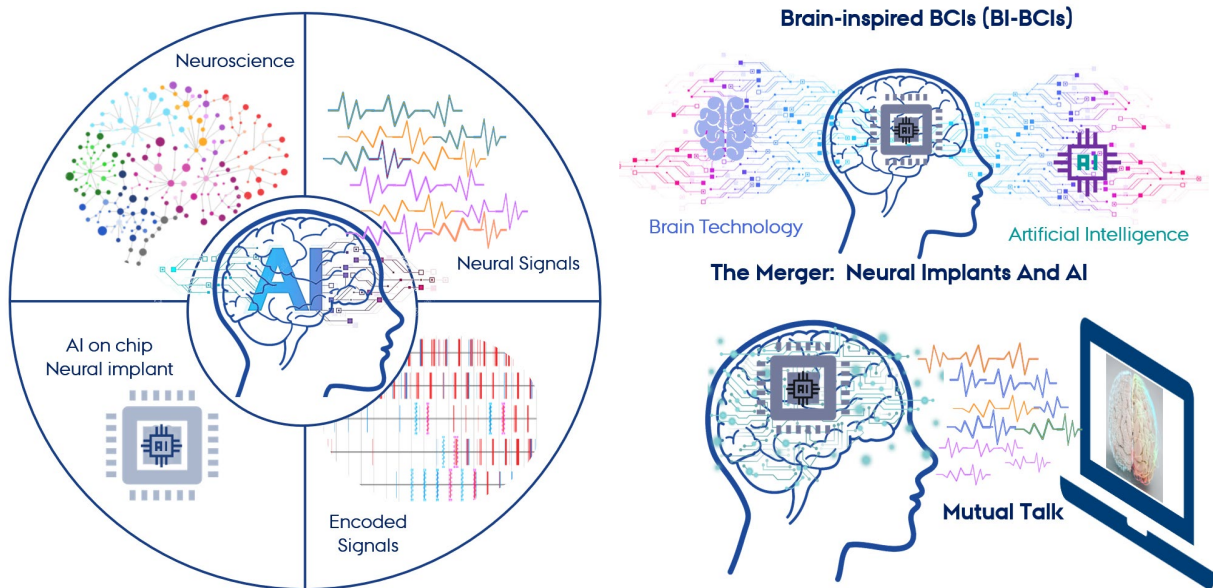 Neuroscience
Neural Signals
AI
AI on chip
Neural implant
AI
Encoded
Signals
Brain-inspired BCIs (BI-BCIs)
AI
AI
Brain Technology
Artificial Intelligence
The Merger: Neural Implants And AI
AI
Mutual Talk